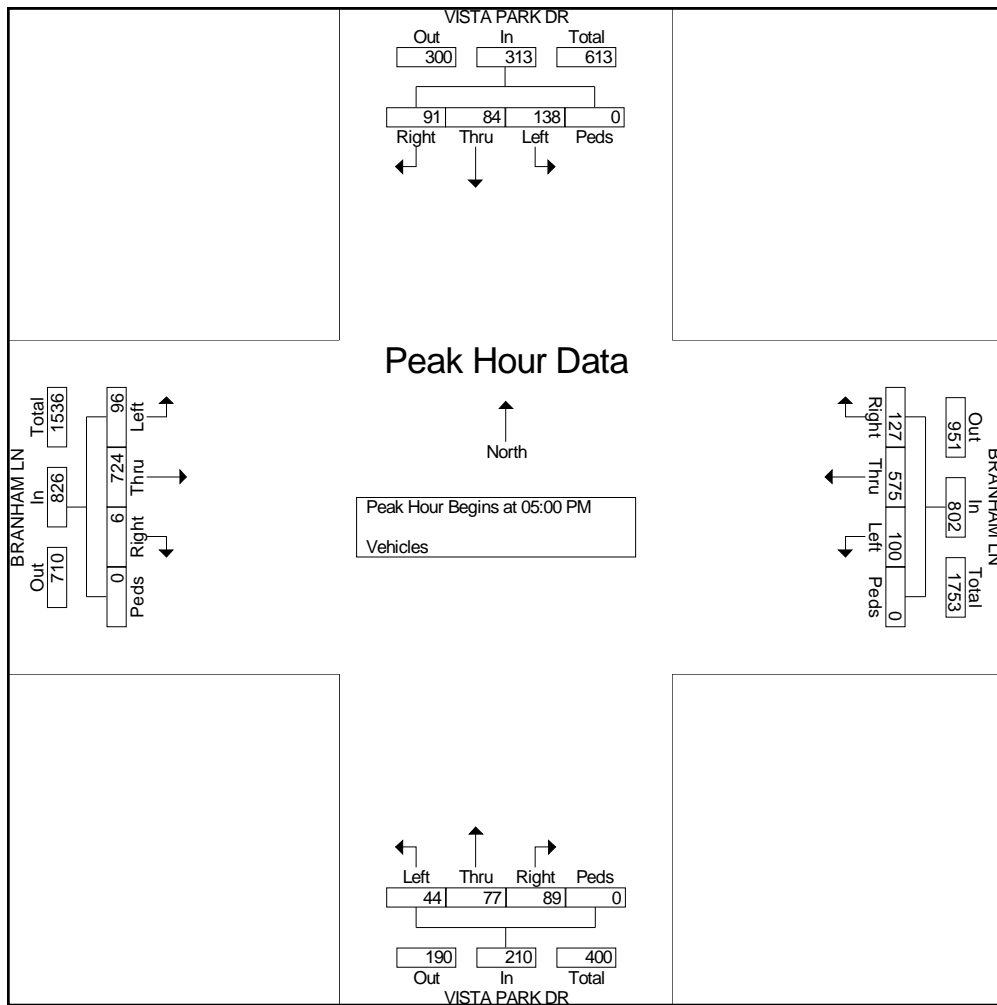 VISTA PARK DR
Out In Total
300 313 613
91 84 138 0
Right Thru Left Peds
Peak Hour Data
North
Peak Hour Begins at 05:00 PM
Vehicles
BRANHAM LN
Total In Out
1536 826 710
96 724 6 0
Left Thru Right Peds
Right Thru Left Peds
127 575 100 0
Out In Total
951 802 1753
BRANHAM LN
Left Thru Right Peds
44 77 89 0
190 210 400
Out In Total
VISTA PARK DR